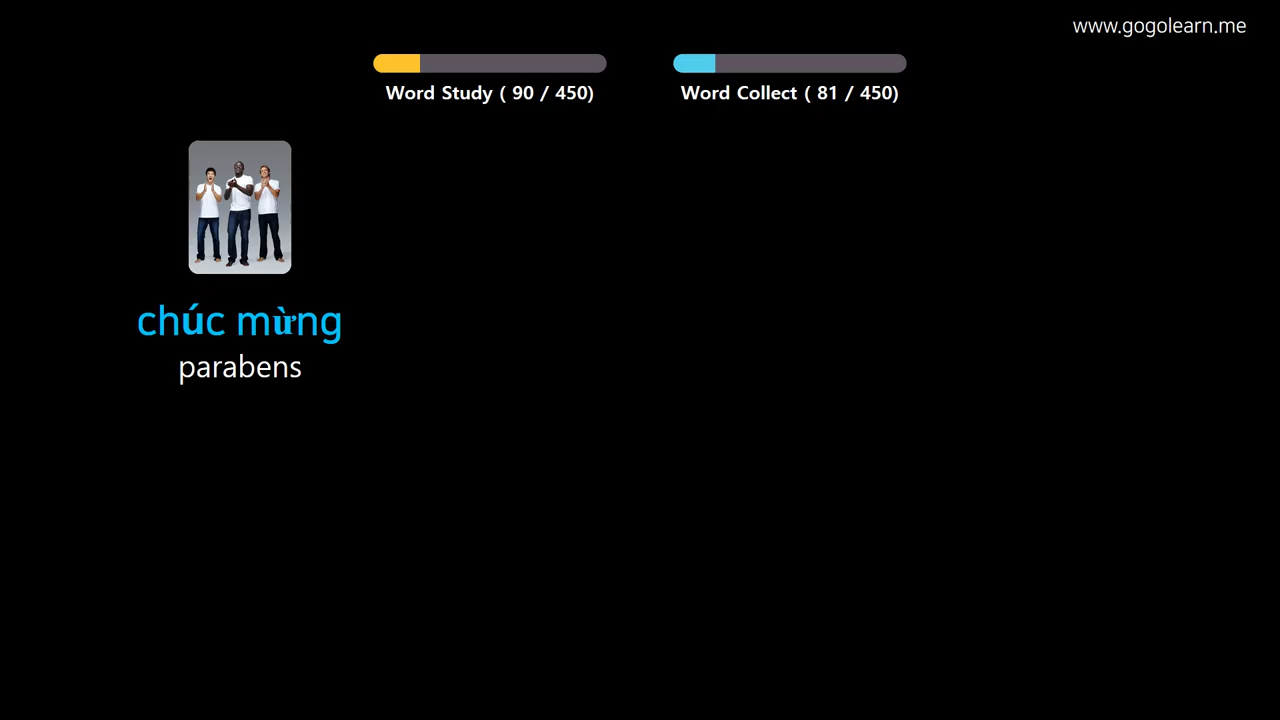 www.gogolearn.me
Word Study ( 90 / 450)
Word Collect ( 81 / 450)
chúc mừng
parabens